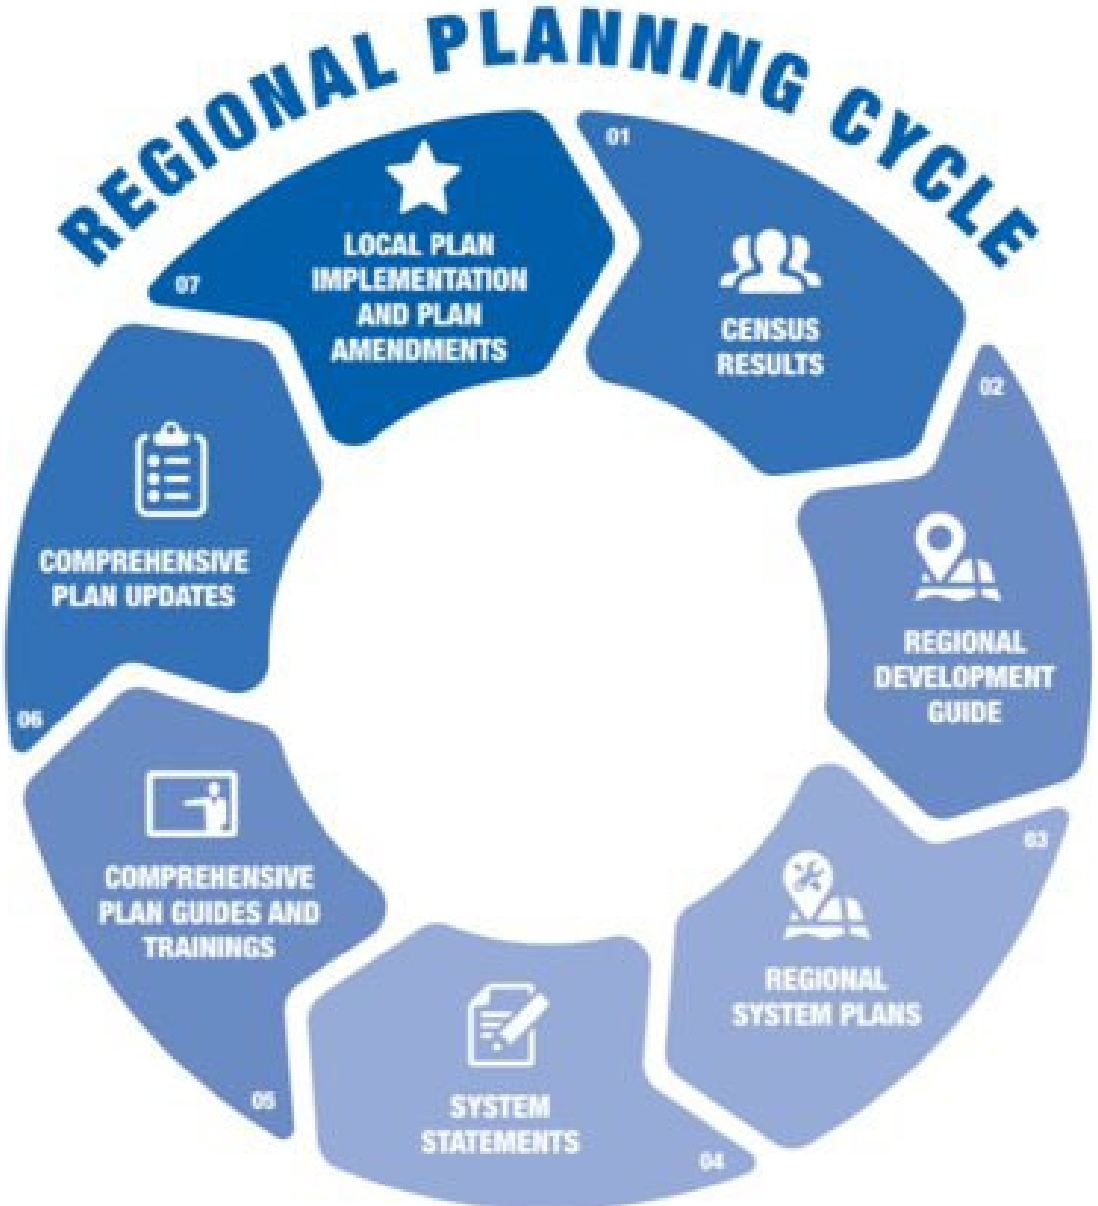 REGIONAL PLANNING CYCLE
01
CENSUS
RESULTS
02
REGIONAL
DEVELOPMENT
GUIDE
03
REGIONAL
SYSTEM PLANS
04
SYSTEM
STATEMENTS
05
COMPREHENSIVE
PLAN GUIDES AND
TRAININGS
06
COMPREHENSIVE
PLAN UPDATES
07
LOCAL PLAN
IMPLEMENTATION
AND PLAN
AMENDMENTS